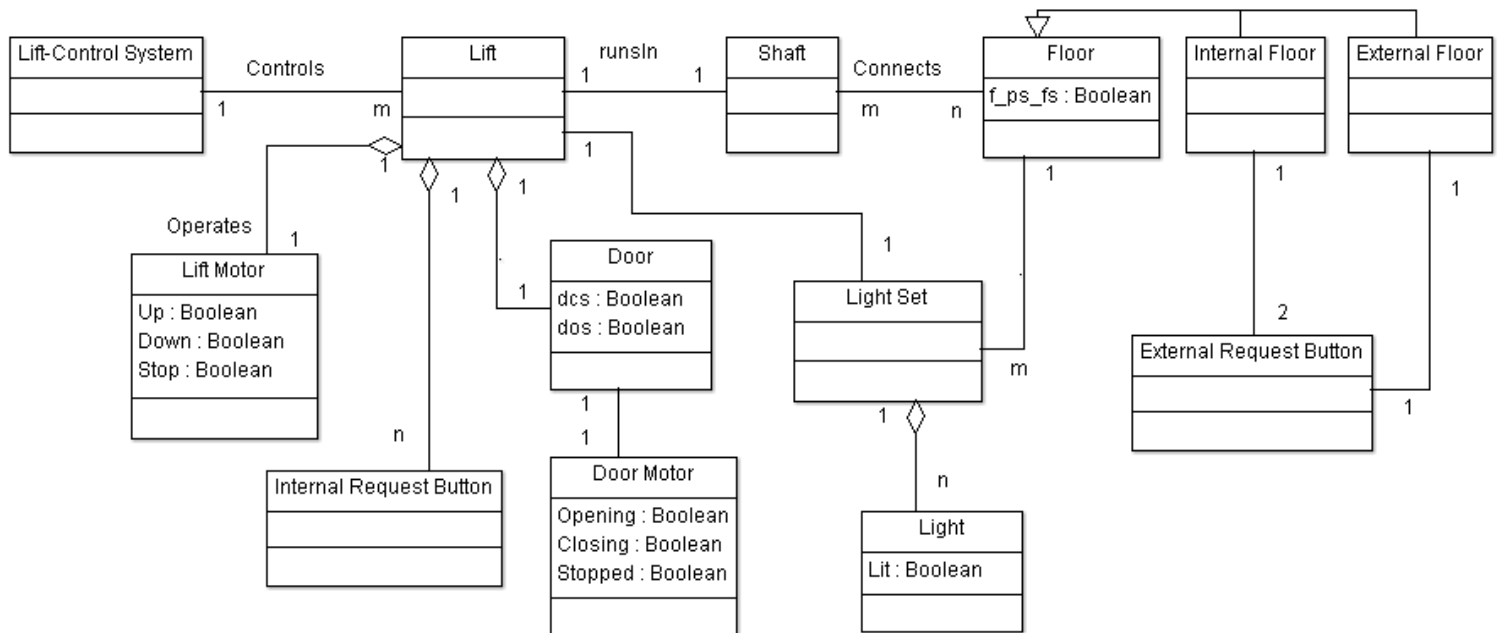 Lift-Control System
Controls
1
m
Lift
runsIn
1
1
Shaft
Connects
m
n
Floor
f_ps_fs : Boolean
Internal Floor
External Floor
1
1
1
1
1
1
1
1
Operates
1
Lift Motor
Up : Boolean
Down : Boolean
Stop : Boolean
n
Internal Request Button
1
Door
dcs : Boolean
dos : Boolean
1
1
Door Motor
Opening : Boolean
Closing : Boolean
Stopped : Boolean
1
Light Set
m
1
n
Light
Lit : Boolean
2
External Request Button
1